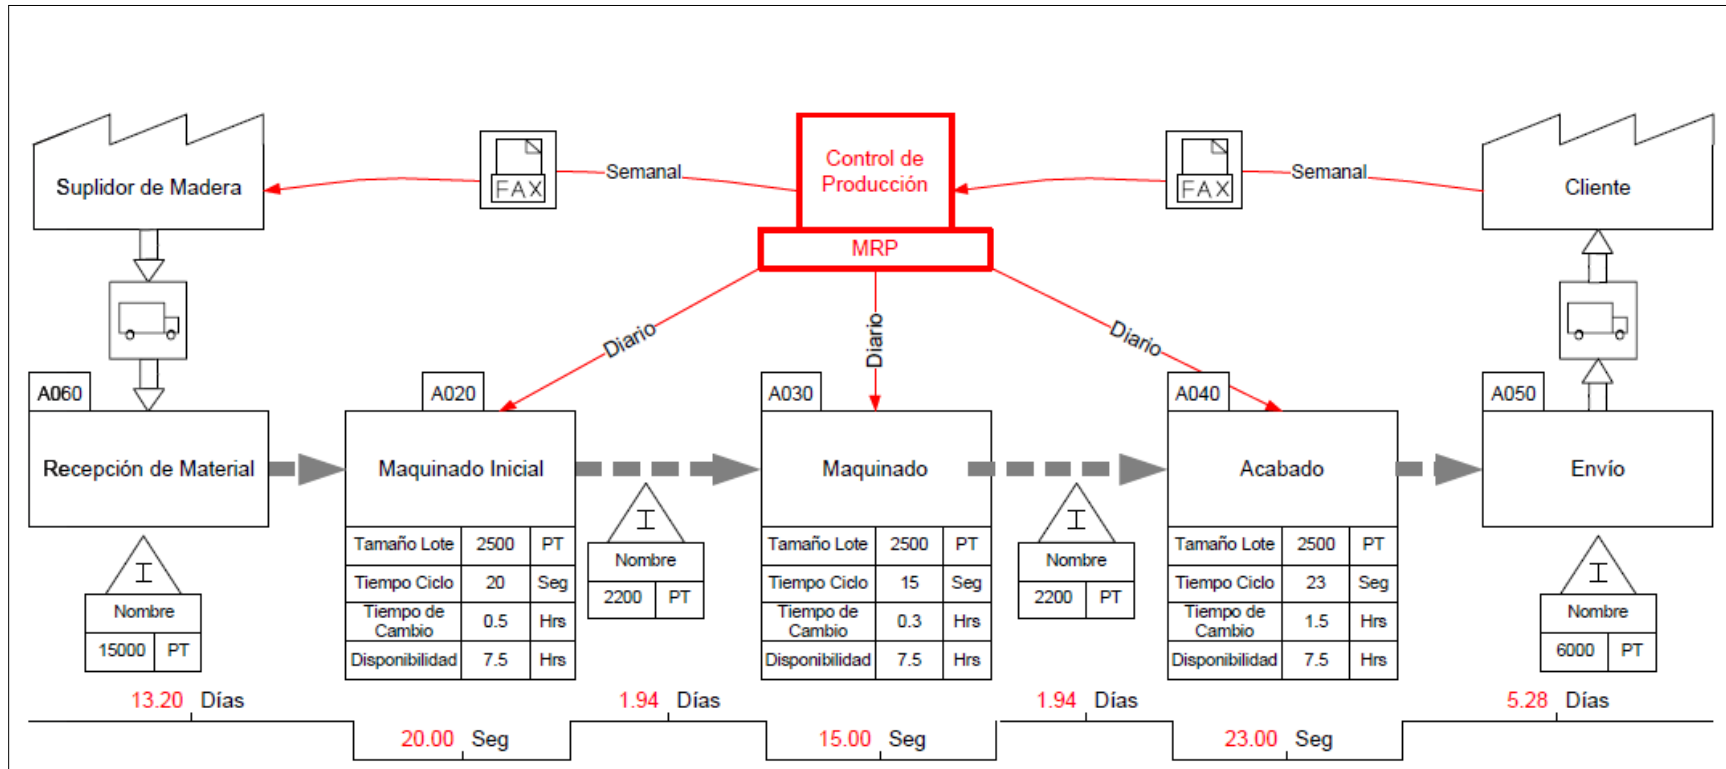 Control de
Producción
MRP
Suplidor de Madera
FAX
Semanal
FAX
Semanal
Cliente
Diario
Diario
Diario
A060
Recepción de Material
A020
Maquinado Inicial
A030
Maquinado
A040
Acabado
A050
Envío
I
Nombre
15000 PT
Tamaño Lote 2500 PT
Tiempo Ciclo 20 Seg
Tiempo de
Cambio 0.5 Hrs
Disponibilidad 7.5 Hrs
I
Nombre
2200 PT
Tamaño Lote 2500 PT
Tiempo Ciclo 15 Seg
Tiempo de
Cambio 0.3 Hrs
Disponibilidad 7.5 Hrs
I
Nombre
2200 PT
Tamaño Lote 2500 PT
Tiempo Ciclo 23 Seg
Tiempo de
Cambio 1.5 Hrs
Disponibilidad 7.5 Hrs
I
Nombre
6000 PT
13.20 Días
1.94 Días
1.94 Días
5.28 Días
20.00 Seg
15.00 Seg
23.00 Seg